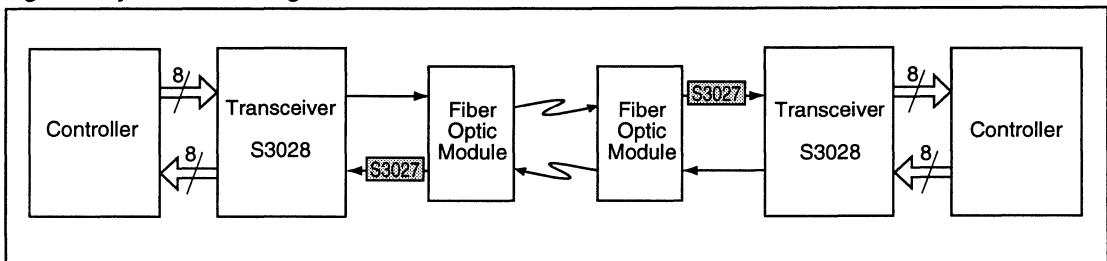 Controller
8
8
Transceiver
S3028
S3027
Fiber
Optic
Module
Fiber
Optic
Module
S3027
Transceiver
S3028
8
8
Controller